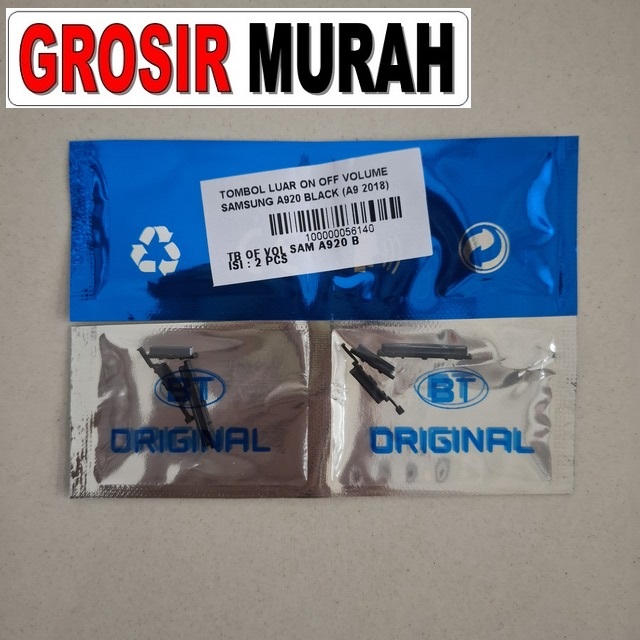 GROSIR MURAH
TOMBOL LUAR ON OFF VOLUME
SAMSUNG A920 BLACK (A9 2018)
100000056140
TB OF VOL SAM A920 B
ISI : 2 PCS
BT
ORIGINAL
BT
ORIGINAL